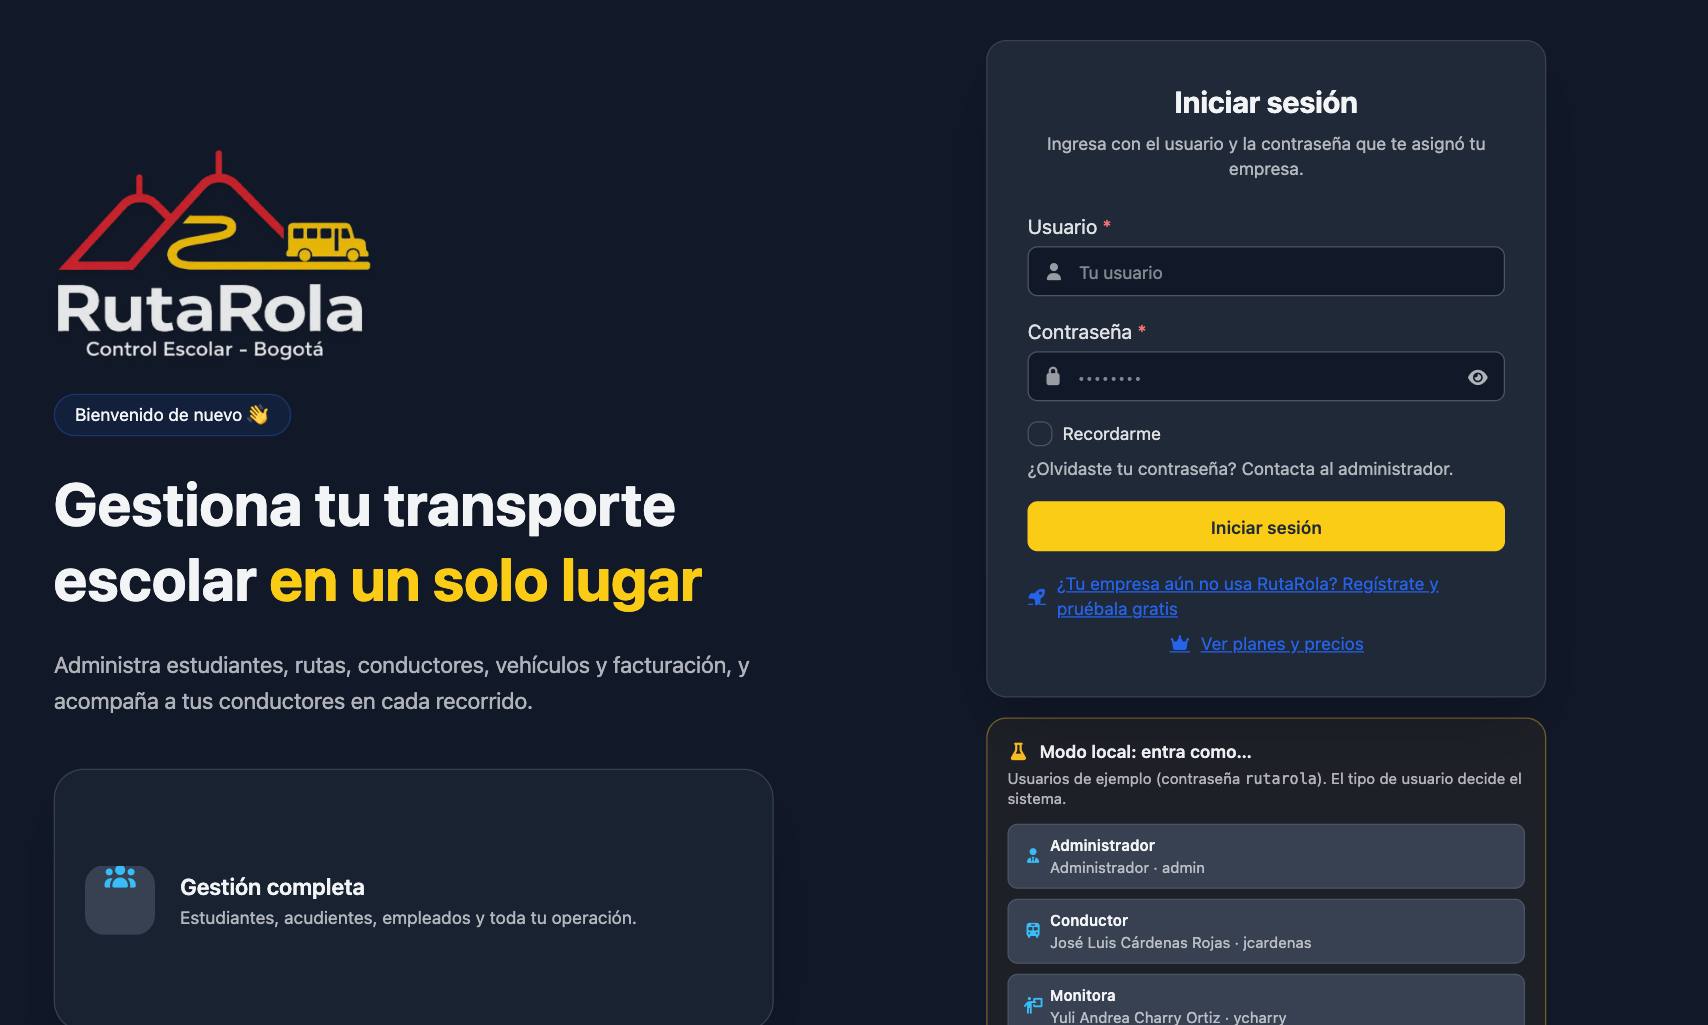 RutaRola
Control Escolar - Bogotá
Bienvenido de nuevo 👋
Gestiona tu transporte
escolar en un solo lugar
Administra estudiantes, rutas, conductores, vehículos y facturación, y
acompaña a tus conductores en cada recorrido.
Gestión completa
Estudiantes, acudientes, empleados y toda tu operación.
Iniciar sesión
Ingresa con el usuario y la contraseña que te asignó tu
empresa.
Usuario *
Tu usuario
Contraseña *
••••••••
Recordarme
¿Olvidaste tu contraseña? Contacta al administrador.
Iniciar sesión
¿Tu empresa aún no usa RutaRola? Regístrate y
pruébala gratis
Ver planes y precios
Modo local: entra como...
Usuarios de ejemplo (contraseña rutarola). El tipo de usuario decide el
sistema.
Administrador
Administrador · admin
Conductor
José Luis Cárdenas Rojas · jcardenas
Monitora
Yuli Andrea Charry Ortiz · ycharry